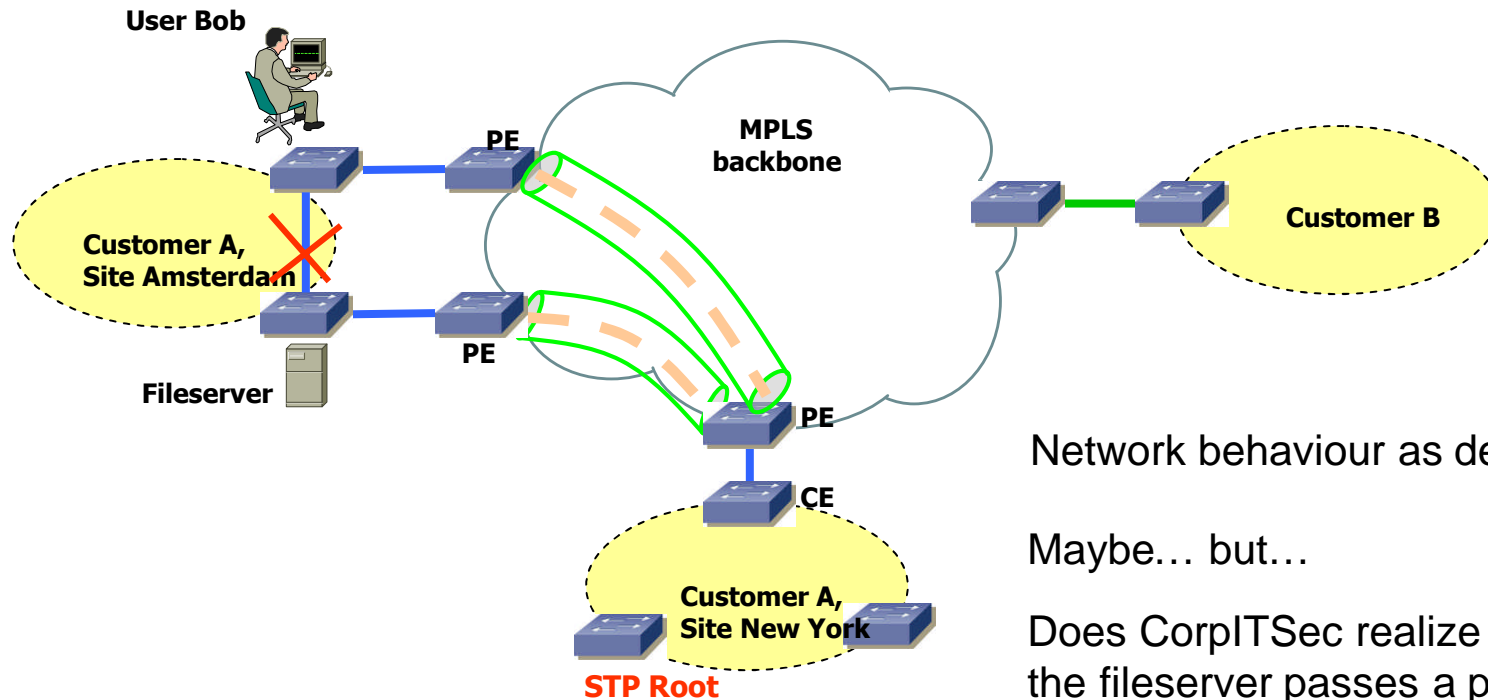 User Bob
PE
MPLS
backbone
Customer A,
Site Amsterdam
Customer B
PE
Fileserver
PE
CE
Network behaviour as de
Maybe… but…
Customer A,
Site New York
STP Root
Does CorpITSec realize
the fileserver passes a p